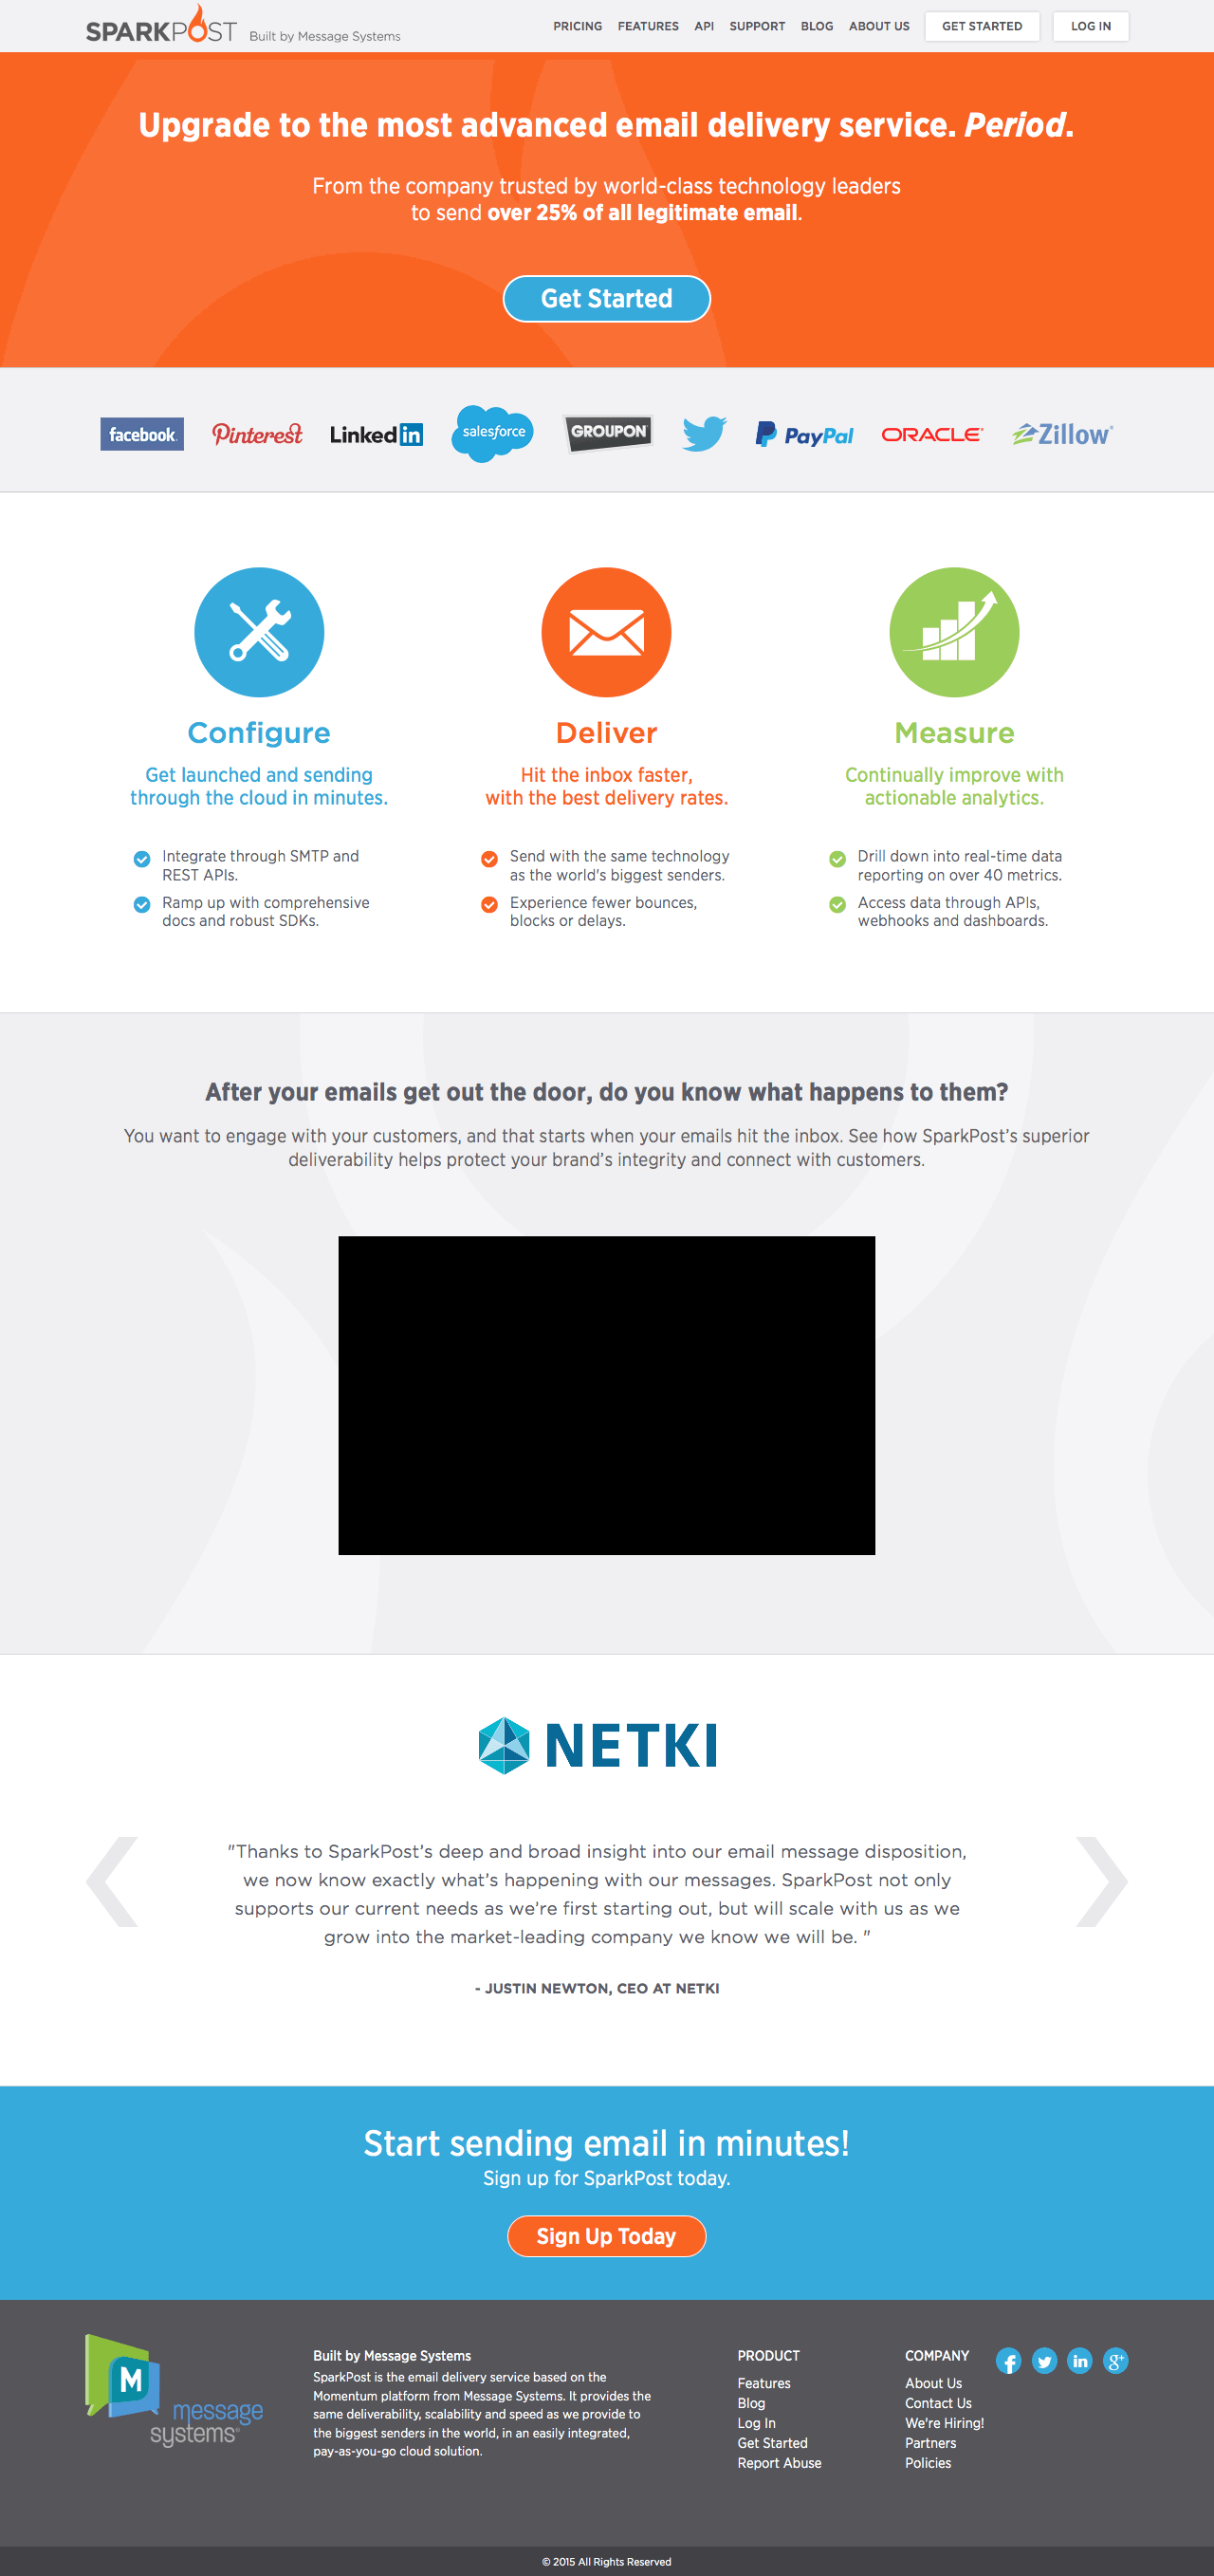 SPARKPOST Built by Message Systems
PRICING FEATURES API SUPPORT BLOG ABOUT US GET STARTED LOG IN
Upgrade to the most advanced email delivery service. Period.
From the company trusted by world-class technology leaders
to send over 25% of all legitimate email.
Get Started
facebook. Pinterest Linked in salesforce GROUPON PayPal ORACLE Zillow
Configure
Get launched and sending
through the cloud in minutes.
Integrate through SMTP and
REST APIs.
Ramp up with comprehensive
docs and robust SDKs.
Deliver
Hit the inbox faster,
with the best delivery rates.
Send with the same technology
as the world's biggest senders.
Experience fewer bounces,
blocks or delays.
Measure
Continually improve with
actionable analytics.
Drill down into real-time data
reporting on over 40 metrics.
Access data through APIs,
webhooks and dashboards.
After your emails get out the door, do you know what happens to them?
You want to engage with your customers, and that starts when your emails hit the inbox. See how SparkPost’s superior
deliverability helps protect your brand’s integrity and connect with customers.
NETKI
"Thanks to SparkPost’s deep and broad insight into our email message disposition,
we now know exactly what’s happening with our messages. SparkPost not only
supports our current needs as we’re first starting out, but will scale with us as we
grow into the market-leading company we know we will be. "
- JUSTIN NEWTON, CEO AT NETKI
Start sending email in minutes!
Sign up for SparkPost today.
Sign Up Today
M
message
systems
Built by Message Systems
SparkPost is the email delivery service based on the
Momentum platform from Message Systems. It provides the
same deliverability, scalability and speed as we provide to
the biggest senders in the world, in an easily integrated,
pay-as-you-go cloud solution.
PRODUCT
Features
Blog
Log In
Get Started
Report Abuse
COMPANY
About Us
Contact Us
We're Hiring!
Partners
Policies
f in g+
© 2015 All Rights Reserved